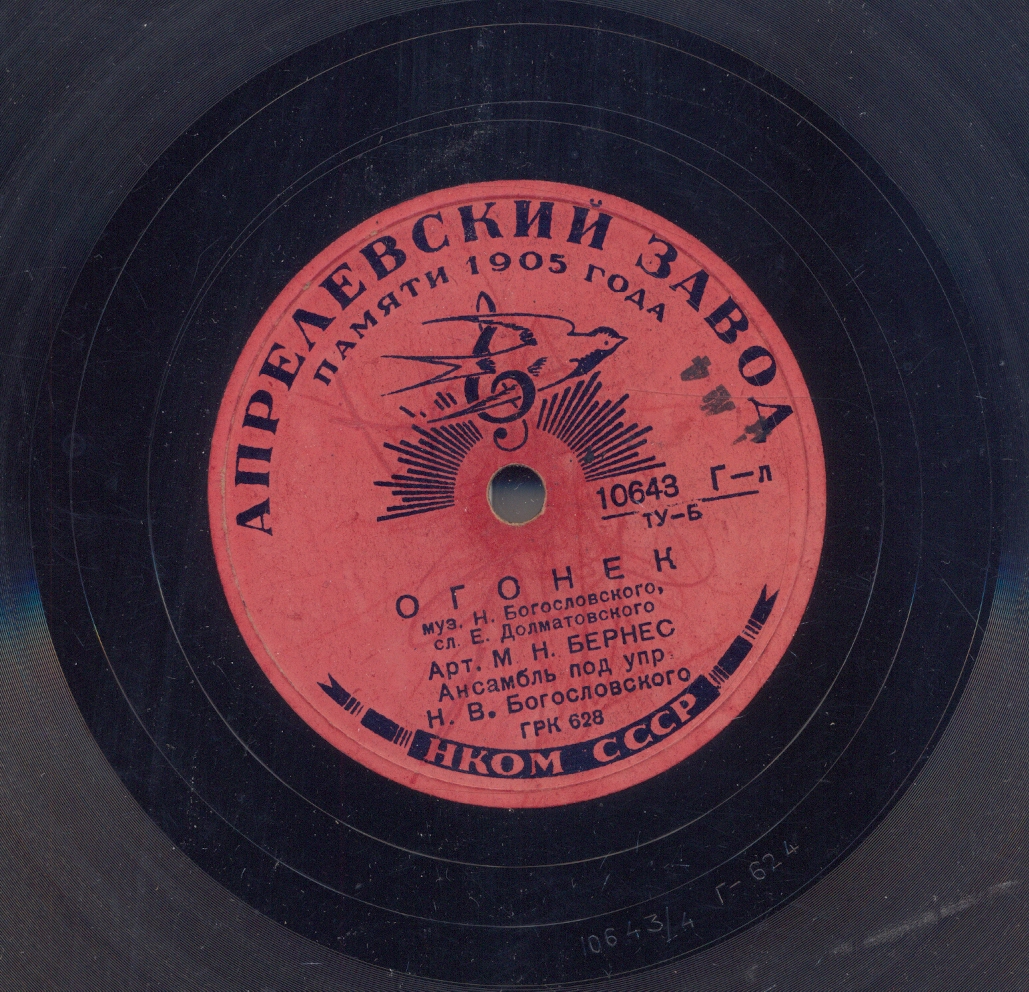 АПРЕЛЕВСКИЙ ЗАВОД
ПАМЯТИ 1905 ГОДА
10643 Г-л
ТУ-Б
ОГОНЕК
муз. Н. Богословского,
сл. Е. Долматовского
Арт. М. Н. БЕРНЕС
Ансамбль под упр.
Н. В. Богословского
ГРК 628
НКОМ СССР
10643/4 Г-624